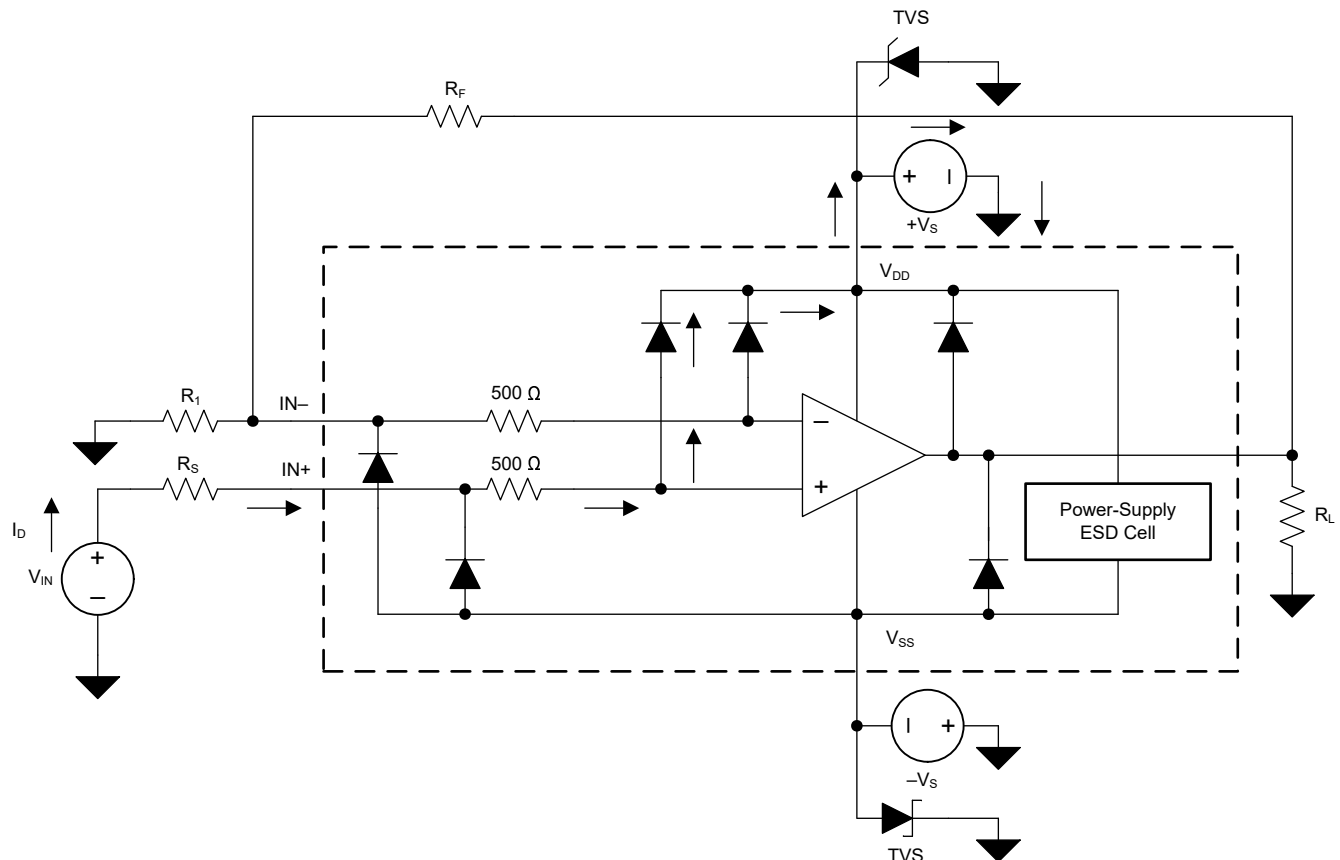 TVS
R_F
+ I
+V_S
V_DD
500 Ω
R_1
IN–
–
R_S
IN+
500 Ω
+
I_D
V_IN
+
–
Power-Supply
ESD Cell
R_L
V_SS
I +
–V_S
TVS